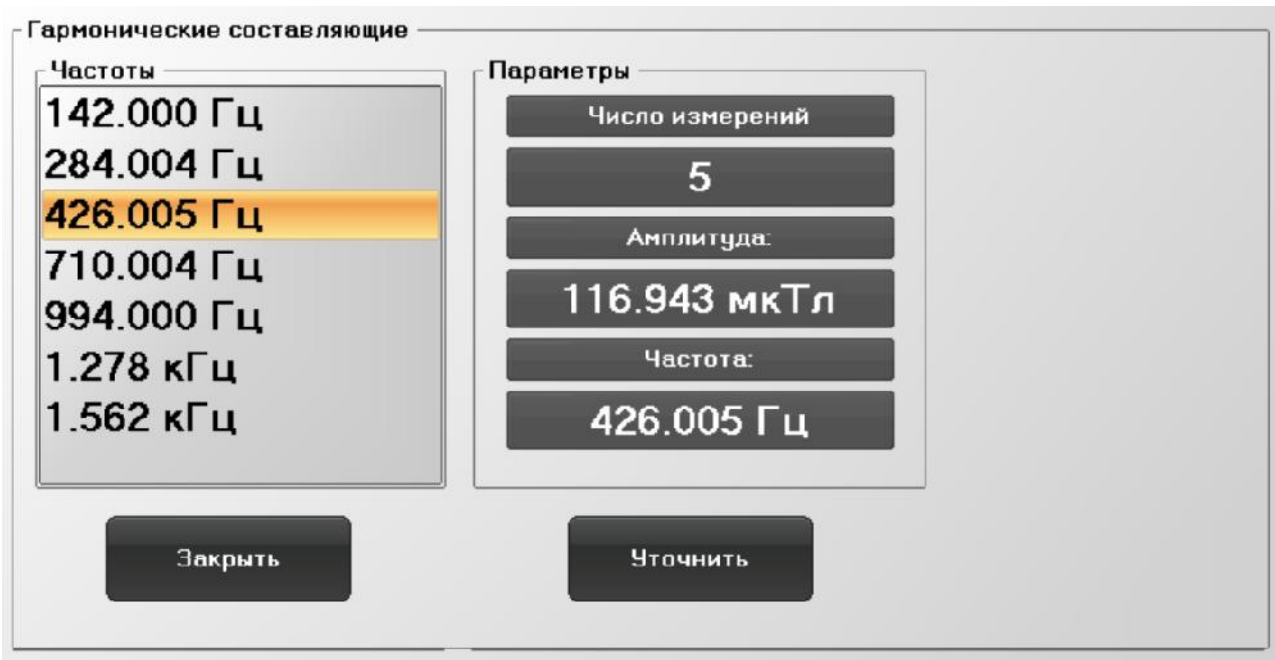 Гармонические составляющие
Частоты
142.000 Гц
284.004 Гц
426.005 Гц
710.004 Гц
994.000 Гц
1.278 кГц
1.562 кГц
Параметры
Число измерений
5
Амплитуда:
116.943 мкТл
Частота:
426.005 Гц
Закрыть
Уточнить